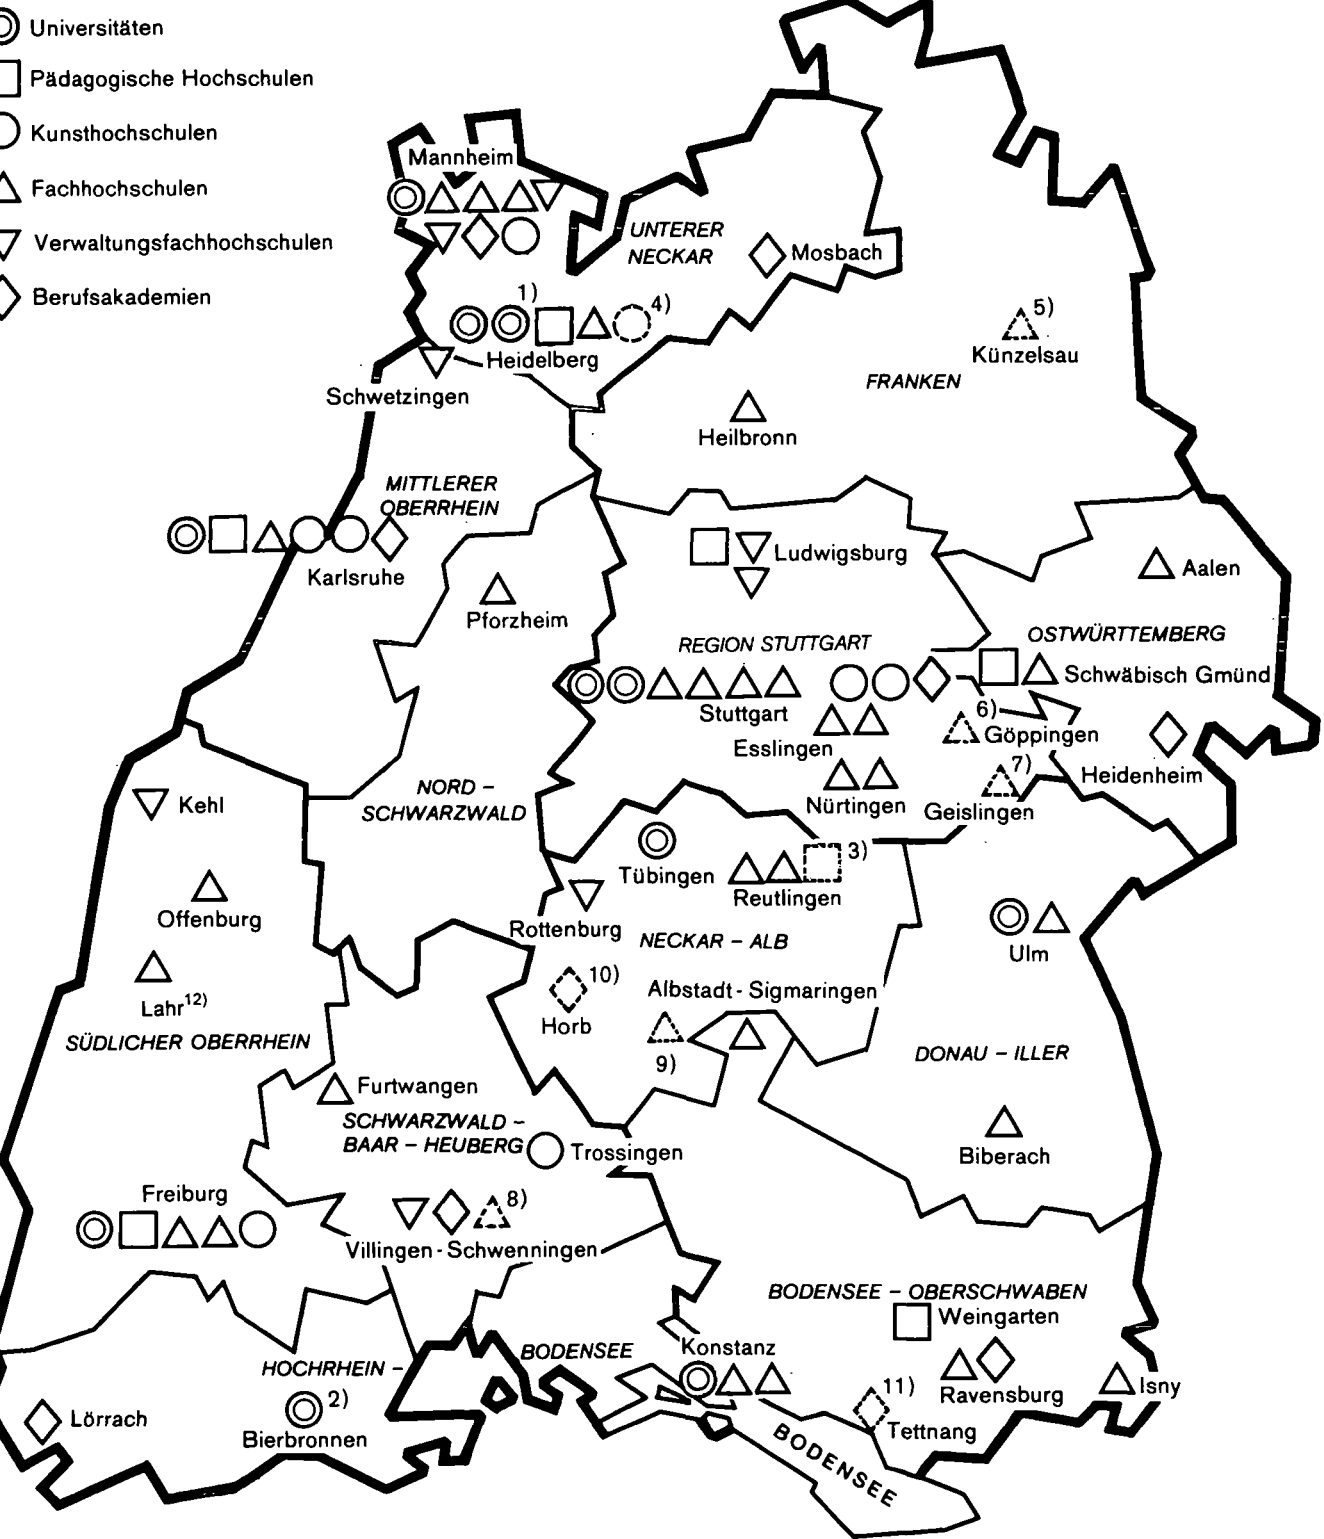 Universitäten
Pädagogische Hochschulen
Kunsthochschulen
Fachhochschulen
Verwaltungsfachhochschulen
Berufsakademien
Mannheim
UNTERER
NECKAR
Mosbach
1)
4)
Heidelberg
5)
Künzelsau
FRANKEN
Schwetzingen
Heilbronn
MITTLERER
OBERRHEIN
Karlsruhe
Pforzheim
Ludwigsburg
Aalen
OSTWÜRTTEMBERG
REGION STUTTGART
Schwäbisch Gmünd
Stuttgart
6)
Göppingen
Esslingen
7)
Heidenheim
Nürtingen
Geislingen
NORD –
SCHWARZWALD
Kehl
Tübingen
3)
Reutlingen
Offenburg
Rottenburg
NECKAR – ALB
Ulm
Lahr12)
10)
Horb
Albstadt - Sigmaringen
9)
SÜDLICHER OBERRHEIN
DONAU – ILLER
Furtwangen
SCHWARZWALD –
BAAR – HEUBERG
Trossingen
Biberach
Freiburg
8)
Villingen - Schwenningen
BODENSEE – OBERSCHWABEN
Weingarten
HOCHRHEIN –
BODENSEE
Konstanz
Ravensburg
Isny
11)
Tettnang
Lörrach
2)
Bierbronnen
BODENSEE